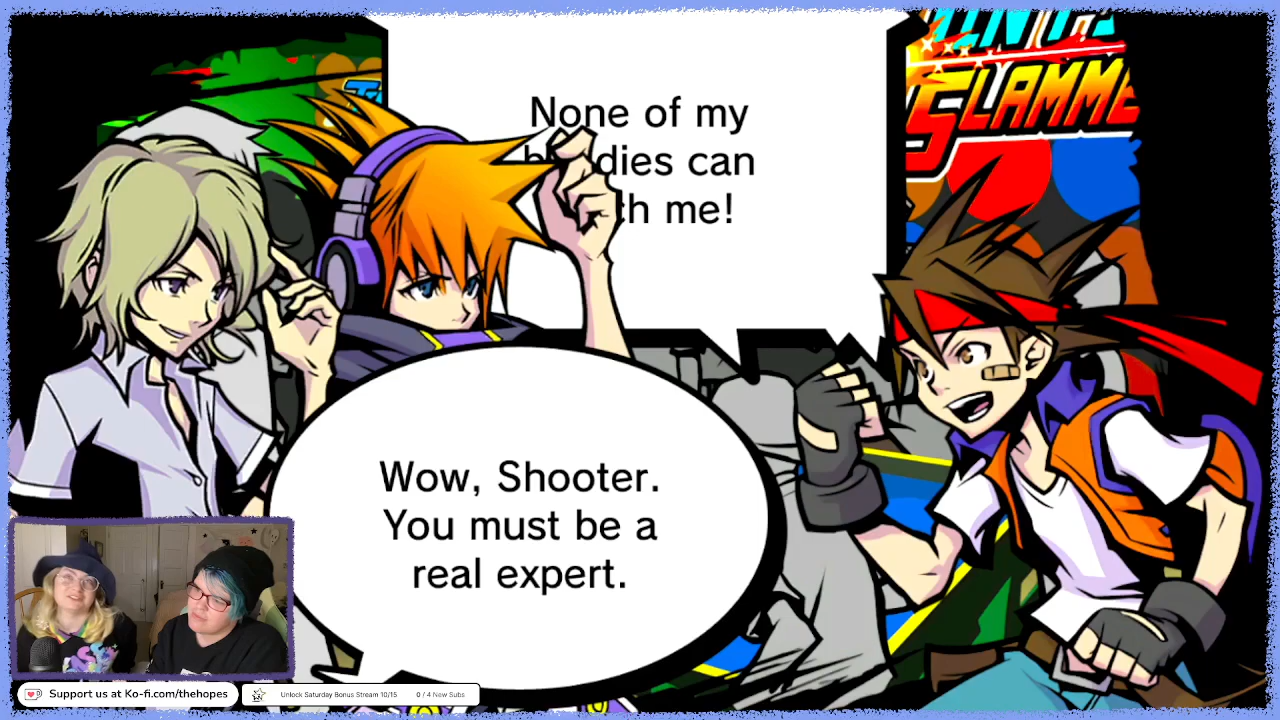 None of my
dies can
h me!
SLAMME
Wow, Shooter.
You must be a
real expert.
Support us at Ko-fi.com/thehopes
Unlock Saturday Bonus Stream 10/15 0 / 4 New Subs